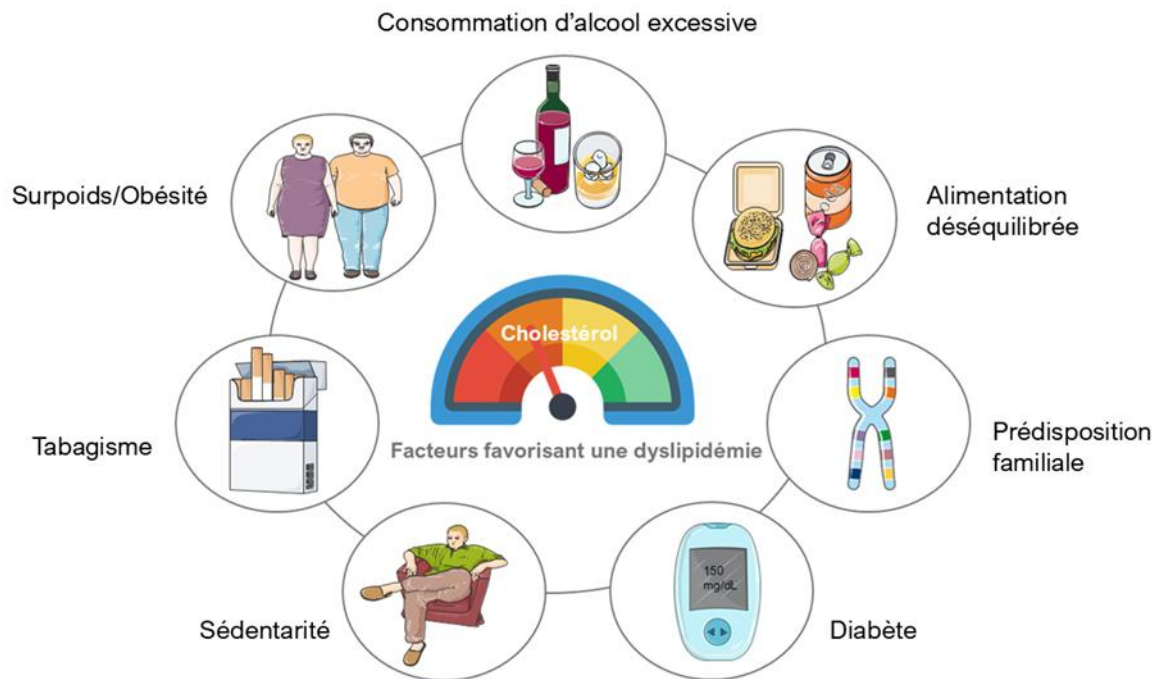 Consommation d'alcool excessive
Surpoids/Obésité
Alimentation
déséquilibrée
Cholestérol
Facteurs favorisant une dyslipidémie
Tabagisme
Prédisposition
familiale
150
mg/dL
Sédentarité
Diabète